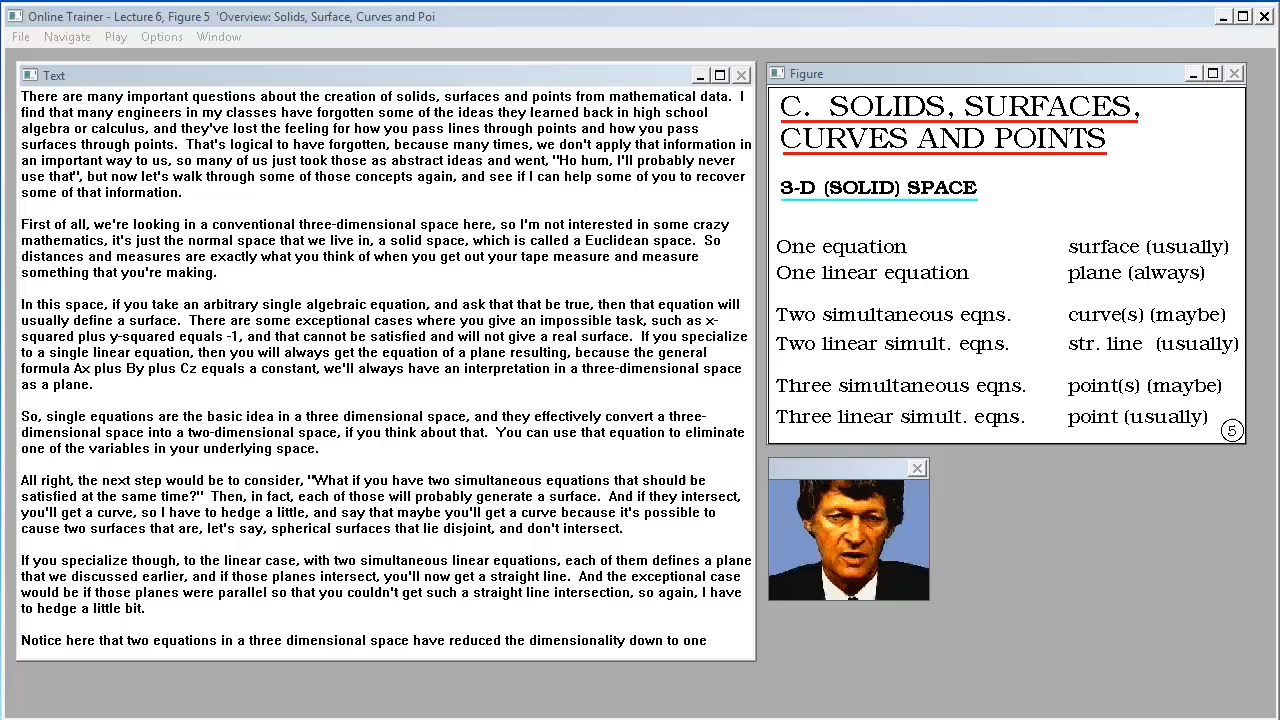 Online Trainer - Lecture 6, Figure 5 'Overview: Solids, Surface, Curves and Poi
File Navigate Play Options Window
Text
There are many important questions about the creation of solids, surfaces and points from mathematical data. I
find that many engineers in my classes have forgotten some of the ideas they learned back in high school
algebra or calculus, and they've lost the feeling for how you pass lines through points and how you pass
surfaces through points. That's logical to have forgotten, because many times, we don't apply that information in
an important way to us, so many of us just took those as abstract ideas and went, "Ho hum, I'll probably never
use that", but now let's walk through some of those concepts again, and see if I can help some of you to recover
some of that information.
First of all, we're looking in a conventional three-dimensional space here, so I'm not interested in some crazy
mathematics, it's just the normal space that we live in, a solid space, which is called a Euclidean space. So
distances and measures are exactly what you think of when you get out your tape measure and measure
something that you're making.
In this space, if you take an arbitrary single algebraic equation, and ask that that be true, then that equation will
usually define a surface. There are some exceptional cases where you give an impossible task, such as x-
squared plus y-squared equals -1, and that cannot be satisfied and will not give a real surface. If you specialize
to a single linear equation, then you will always get the equation of a plane resulting, because the general
formula Ax plus By plus Cz equals a constant, we'll always have an interpretation in a three-dimensional space
as a plane.
So, single equations are the basic idea in a three dimensional space, and they effectively convert a three-
dimensional space into a two-dimensional space, if you think about that. You can use that equation to eliminate
one of the variables in your underlying space.
All right, the next step would be to consider, "What if you have two simultaneous equations that should be
satisfied at the same time?" Then, in fact, each of those will probably generate a surface. And if they intersect,
you'll get a curve, so I have to hedge a little, and say that maybe you'll get a curve because it's possible to
cause two surfaces that are, let's say, spherical surfaces that lie disjoint, and don't intersect.
If you specialize though, to the linear case, with two simultaneous linear equations, each of them defines a plane
that we discussed earlier, and if those planes intersect, you'll now get a straight line. And the exceptional case
would be if those planes were parallel so that you couldn't get such a straight line intersection, so again, I have
to hedge a little bit.
Notice here that two equations in a three dimensional space have reduced the dimensionality down to one
Figure
C. SOLIDS, SURFACES,
CURVES AND POINTS
3-D (SOLID) SPACE
One equation surface (usually)
One linear equation plane (always)
Two simultaneous eqns. curve(s) (maybe)
Two linear simult. eqns. str. line (usually)
Three simultaneous eqns. point(s) (maybe)
Three linear simult. eqns. point (usually)
5